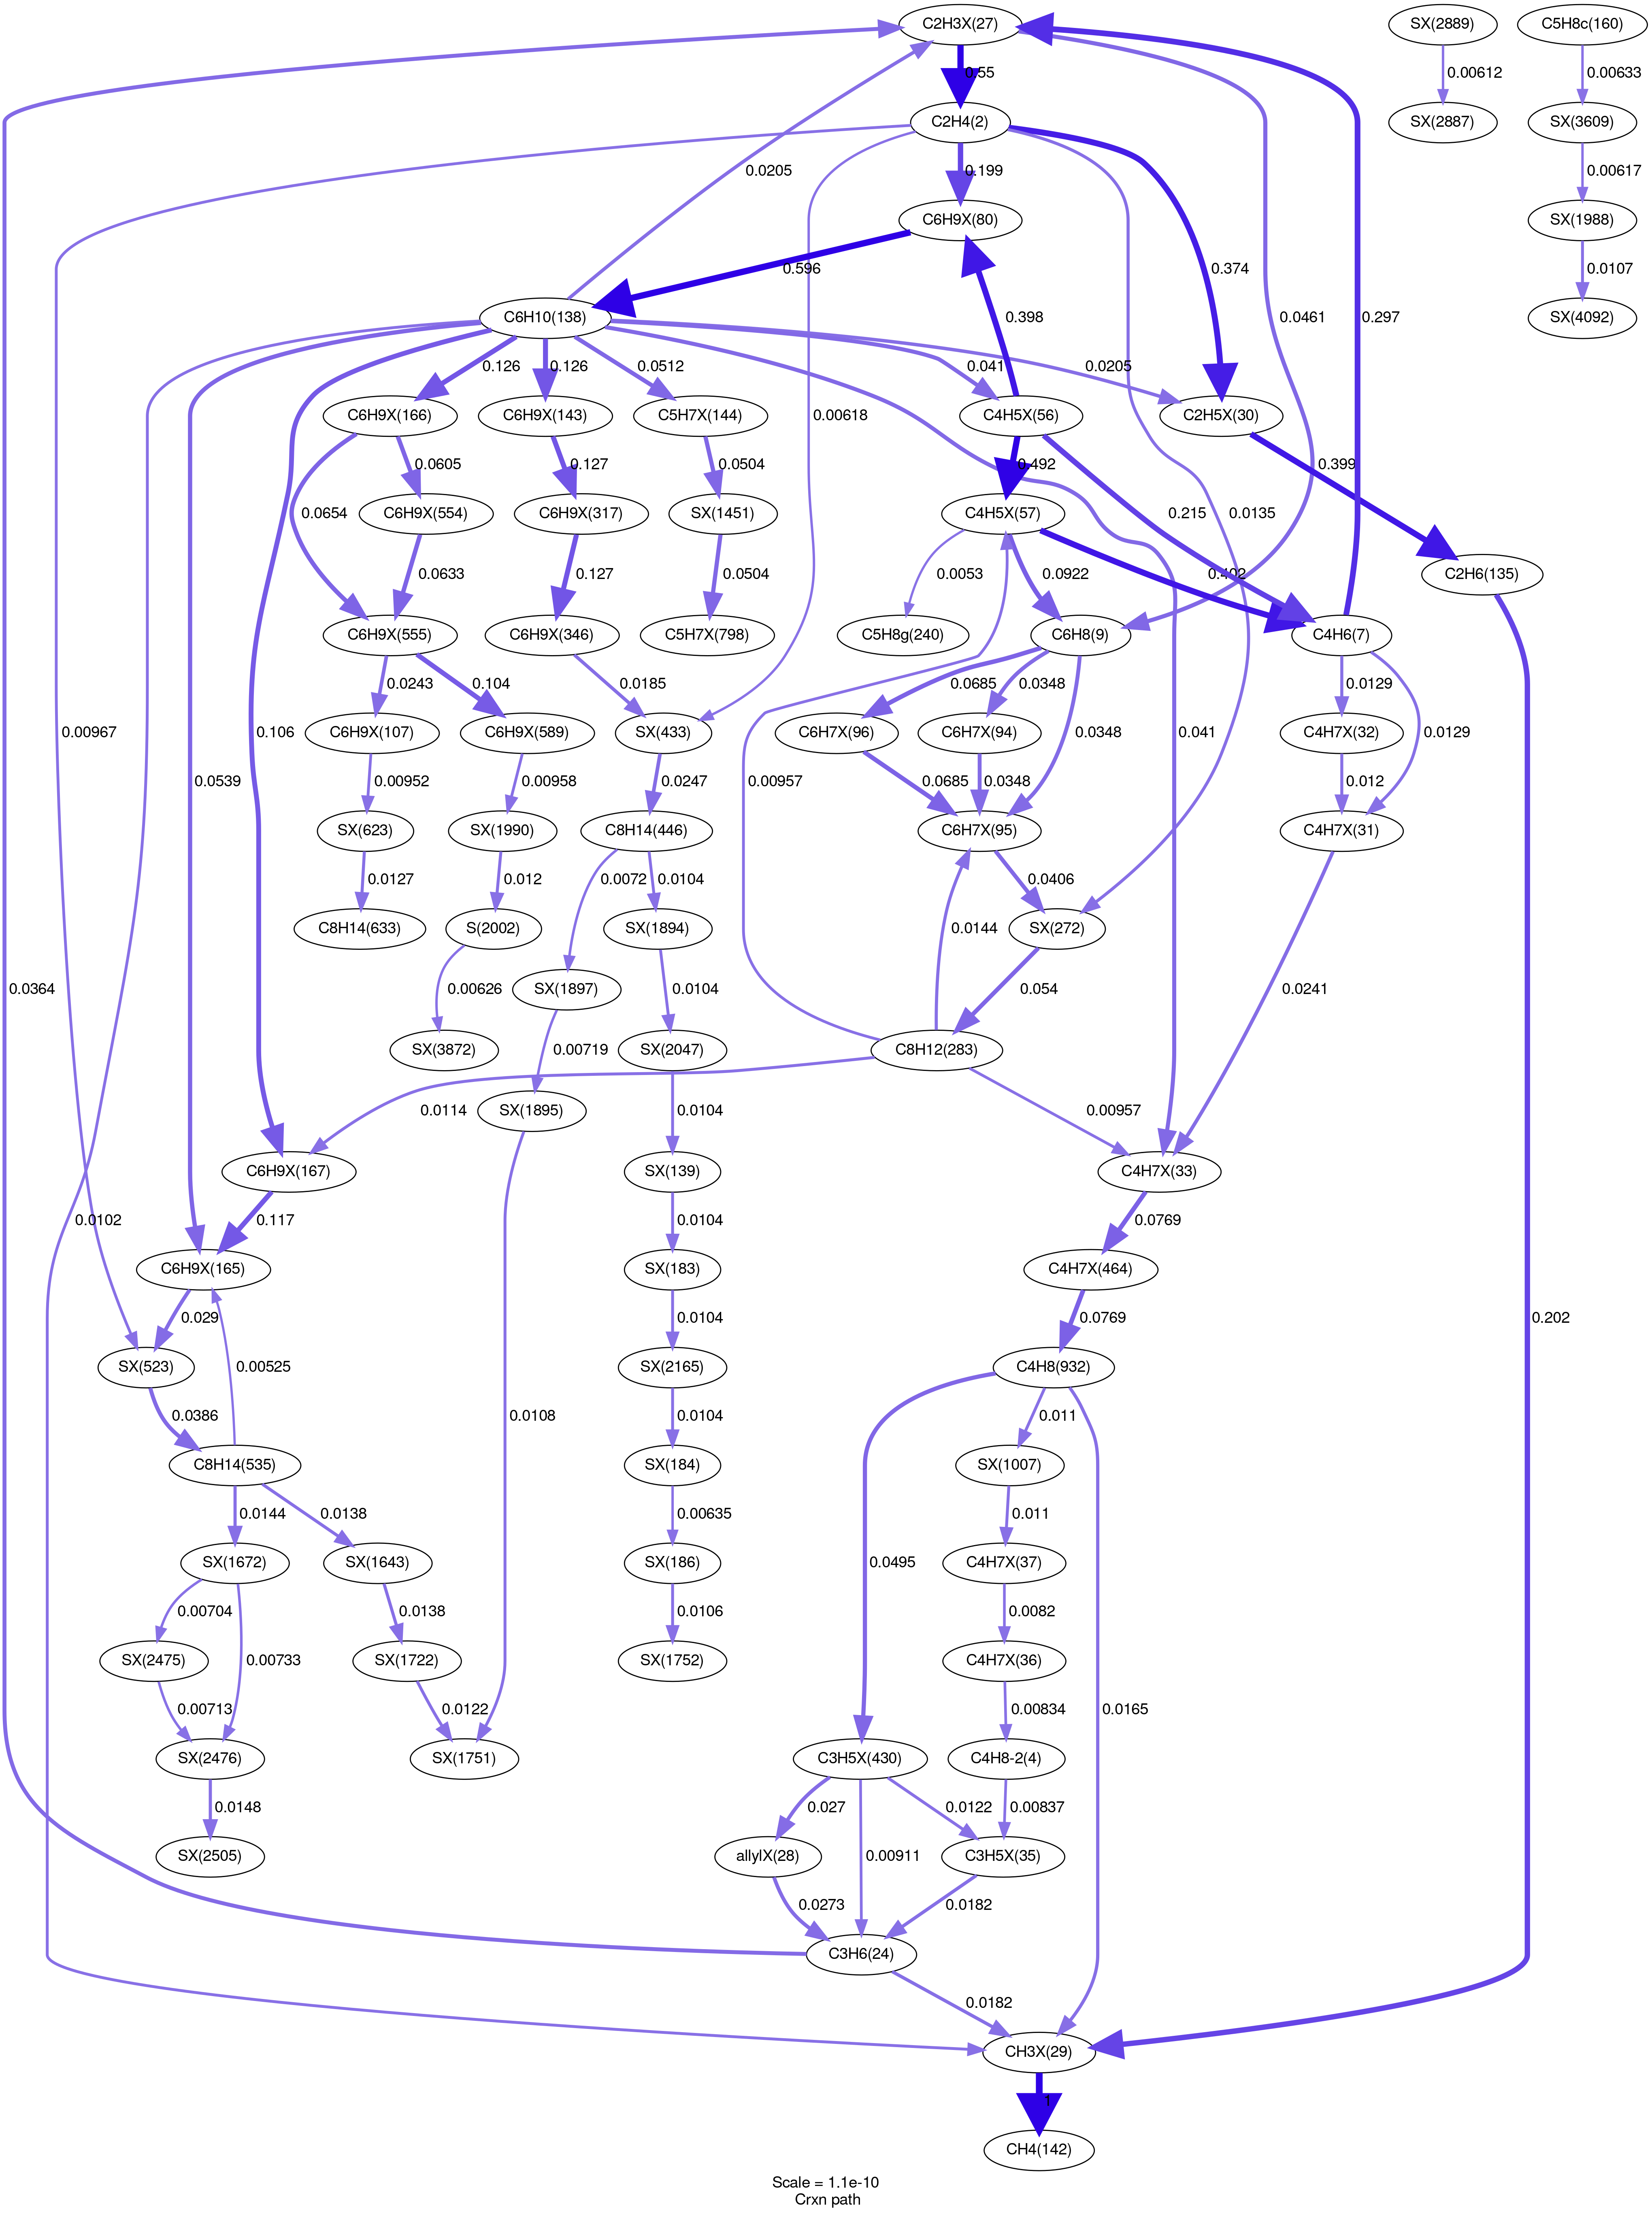 C2H3X(27)
SX(2889)
C5H8c(160)
0.55
0.00612
0.00633
C2H4(2)
SX(2887)
SX(3609)
0.0205
0.199
0.00617
C6H9X(80)
SX(1988)
0.596
0.374
0.0107
C6H10(138)
0.398
0.0461
0.297
SX(4092)
0.126
0.126
0.0512
0.041
0.0205
C6H9X(166)
C6H9X(143)
C5H7X(144)
0.00618
C4H5X(56)
C2H5X(30)
0.0605
0.127
0.0504
0.492
0.399
0.0654
C6H9X(554)
C6H9X(317)
SX(1451)
C4H5X(57)
0.215
0.0135
0.0633
0.127
0.0504
0.0053
0.0922
0.402
C2H6(135)
C6H9X(555)
C6H9X(346)
C5H7X(798)
C5H8g(240)
C6H8(9)
C4H6(7)
0.0243
0.104
0.0185
0.0685
0.0348
0.0129
0.00967
0.106
C6H9X(107)
C6H9X(589)
SX(433)
C6H7X(96)
C6H7X(94)
0.0348
0.041
C4H7X(32)
0.0129
0.0539
0.00952
0.00958
0.0247
0.00957
0.0685
0.0348
0.012
SX(623)
SX(1990)
C8H14(446)
C6H7X(95)
C4H7X(31)
0.0127
0.012
0.0072
0.0104
0.0406
C8H14(633)
S(2002)
SX(1894)
0.0144
SX(272)
0.0364
0.00626
SX(1897)
0.0104
0.054
0.0241
SX(3872)
0.00719
SX(2047)
C8H12(283)
0.0114
SX(1895)
0.0104
0.00957
C6H9X(167)
SX(139)
C4H7X(33)
0.0102
0.117
0.0104
0.0769
C6H9X(165)
SX(183)
C4H7X(464)
0.029
0.0104
0.0769
0.202
SX(523)
0.00525
SX(2165)
C4H8(932)
0.0386
0.0108
0.0104
0.011
C8H14(535)
SX(184)
SX(1007)
0.0144
0.0138
0.00635
0.011
SX(1672)
SX(1643)
SX(186)
0.0495
C4H7X(37)
0.00704
0.0138
0.0106
0.0082
0.0165
SX(2475)
0.00733
SX(1722)
SX(1752)
C4H7X(36)
0.00713
0.0122
0.00834
SX(2476)
SX(1751)
C3H5X(430)
C4H8-2(4)
0.0148
0.027
0.0122
0.00837
SX(2505)
allylX(28)
0.00911
C3H5X(35)
0.0273
0.0182
C3H6(24)
0.0182
CH3X(29)
1
CH4(142)
Scale = 1.1e-10
Crxn path